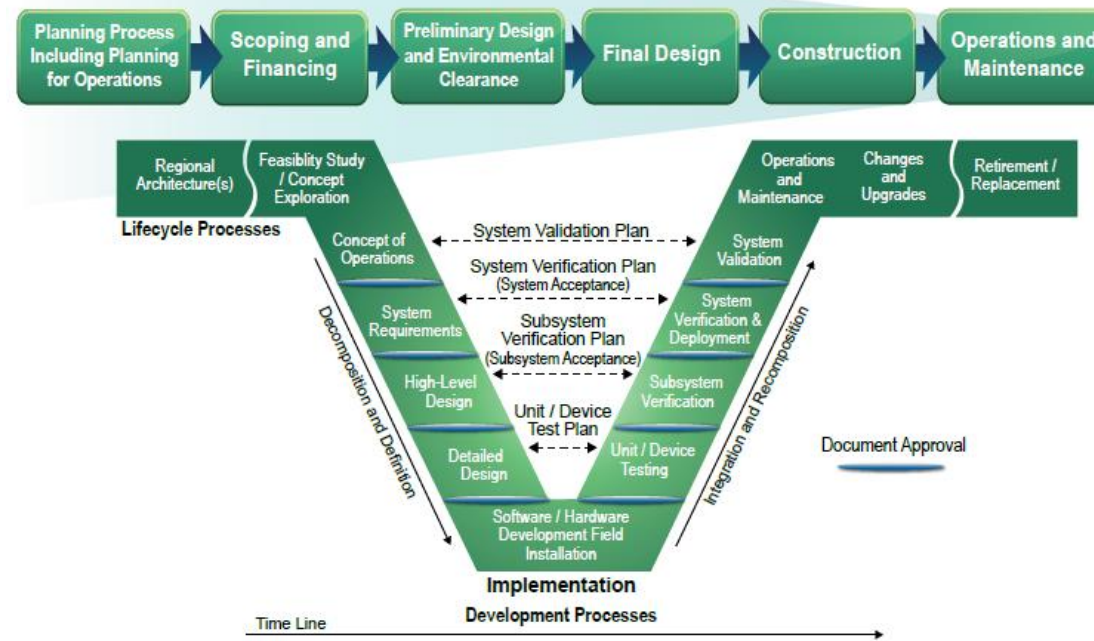 Planning Process
Including Planning
for Operations
Scoping and
Financing
Preliminary Design
and Environmental
Clearance
Final Design
Construction
Operations and
Maintenance
Regional
Architecture(s)
Feasiblity Study
/ Concept
Exploration
Operations
and
Maintenance
Changes
and
Upgrades
Retirement /
Replacement
Lifecycle Processes
Concept of
Operations
System Validation Plan
System
Validation
System Verification Plan
(System Acceptance)
System
Requirements
Subsystem
Verification Plan
(Subsystem Acceptance)
System
Verification &
Deployment
High-Level
Design
Subsystem
Verification
Unit / Device
Test Plan
Detailed
Design
Unit / Device
Testing
Decomposition and Definition
Integration and Recomposition
Document Approval
Software / Hardware
Development Field
Installation
Implementation
Development Processes
Time Line